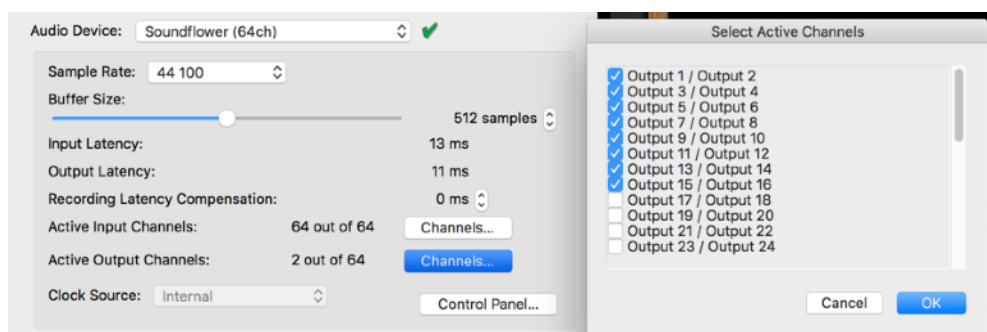 Audio Device: Soundflower (64ch)
Sample Rate: 44 100
Buffer Size:
512 samples
Input Latency: 13 ms
Output Latency: 11 ms
Recording Latency Compensation: 0 ms
Active Input Channels: 64 out of 64 Channels...
Active Output Channels: 2 out of 64 Channels...
Clock Source: Internal
Control Panel...
Select Active Channels
Output 1 / Output 2
Output 3 / Output 4
Output 5 / Output 6
Output 7 / Output 8
Output 9 / Output 10
Output 11 / Output 12
Output 13 / Output 14
Output 15 / Output 16
Output 17 / Output 18
Output 19 / Output 20
Output 21 / Output 22
Output 23 / Output 24
Cancel OK